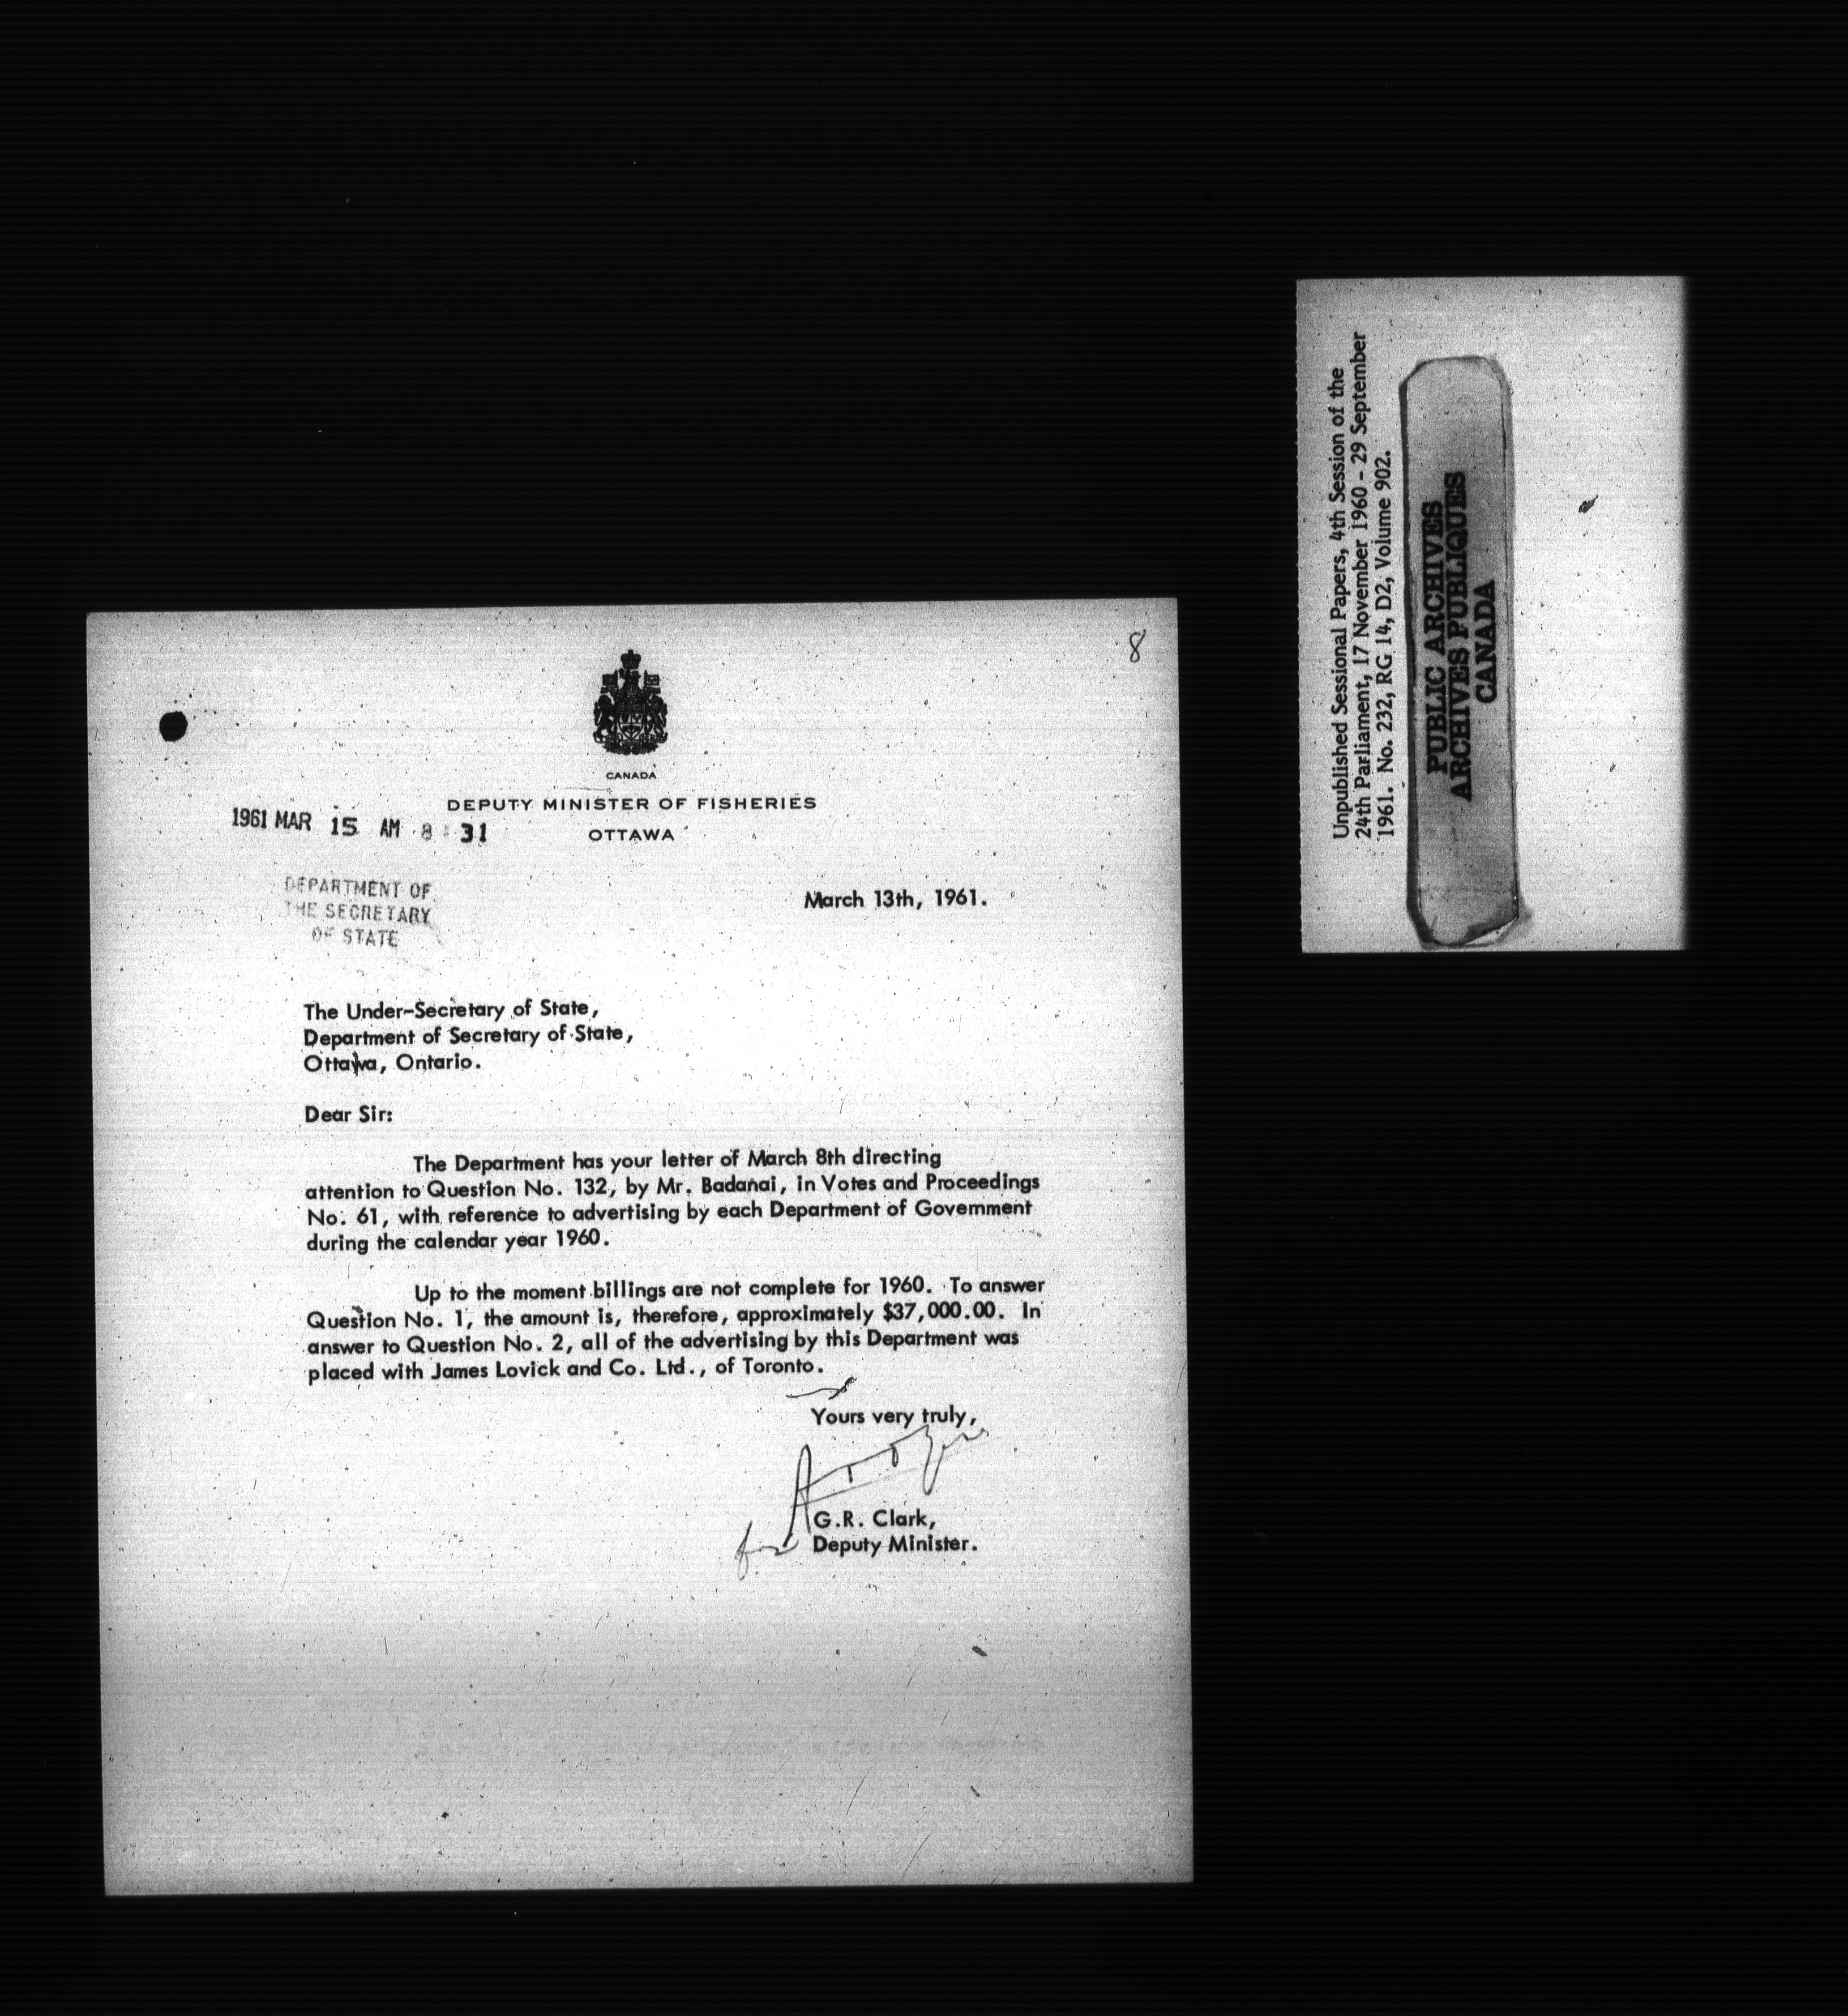 8
CANADA
DEPUTY MINISTER OF FISHERIES
OTTAWA
1961 MAR 15 AM 8:31
DEPARTMENT OF
THE SECRETARY
OF STATE
March 13th, 1961.
The Under-Secretary of State,
Department of Secretary of State,
Ottawa, Ontario.
Dear Sir:
The Department has your letter of March 8th directing
attention to Question No. 132, by Mr. Badanai, in Votes and Proceedings
No. 61, with reference to advertising by each Department of Government
during the calendar year 1960.
Up to the moment billings are not complete for 1960. To answer
Question No. 1, the amount is, therefore, approximately $37,000.00. In
answer to Question No. 2, all of the advertising by this Department was
placed with James Lovick and Co. Ltd., of Toronto.
Yours very truly,
for
G.R. Clark,
Deputy Minister.
Unpublished Sessional Papers, 4th Session of the
24th Parliament, 17 November 1960 - 29 September
1961. No. 232, RG 14, D2, Volume 902.
PUBLIC ARCHIVES
ARCHIVES PUBLIQUES
CANADA